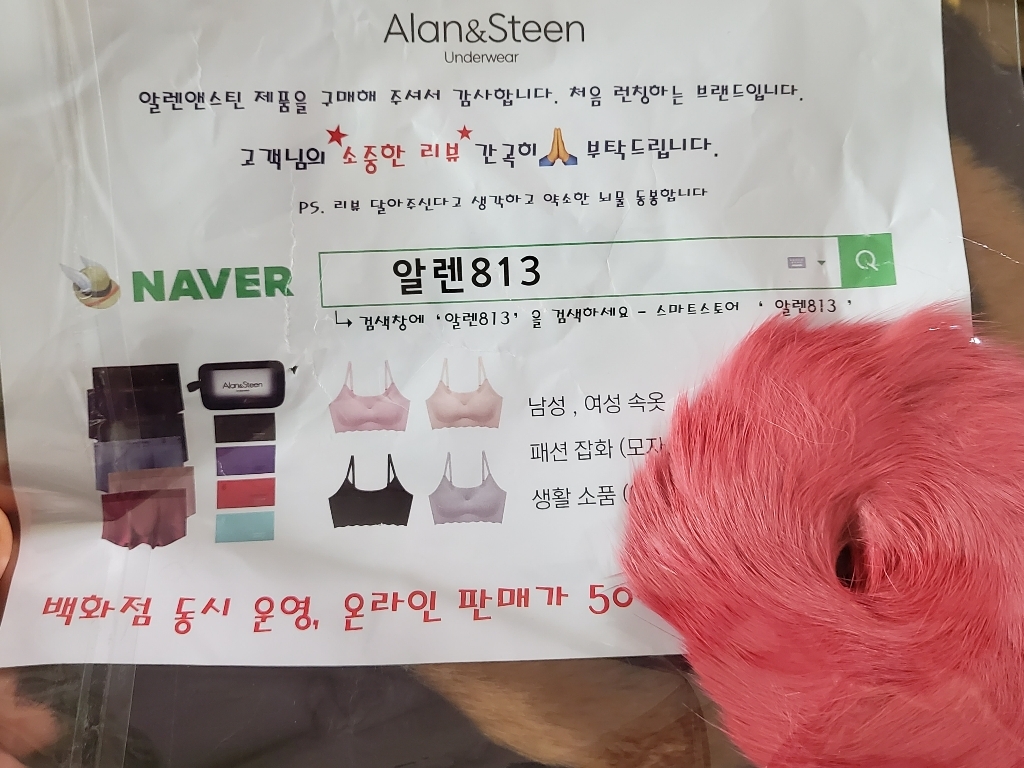 Alan&Steen
Underwear
알렌앤스틴 제품을 구매해 주셔서 감사합니다. 처음 런칭하는 브랜드입니다.
고객님의 소중한 리뷰 간곡히 부탁드립니다.
PS. 리뷰 달아주신다고 생각하고 약소한 뇌물 동봉합니다
NAVER 알렌813
검색창에 '알렌813' 을 검색하세요 - 스마트스토어 ' 알렌813 '
Alan&Steen
남성 , 여성 속옷
패션 잡화 (모자
생활 소품 (
백화점 동시 운영, 온라인 판매가 50